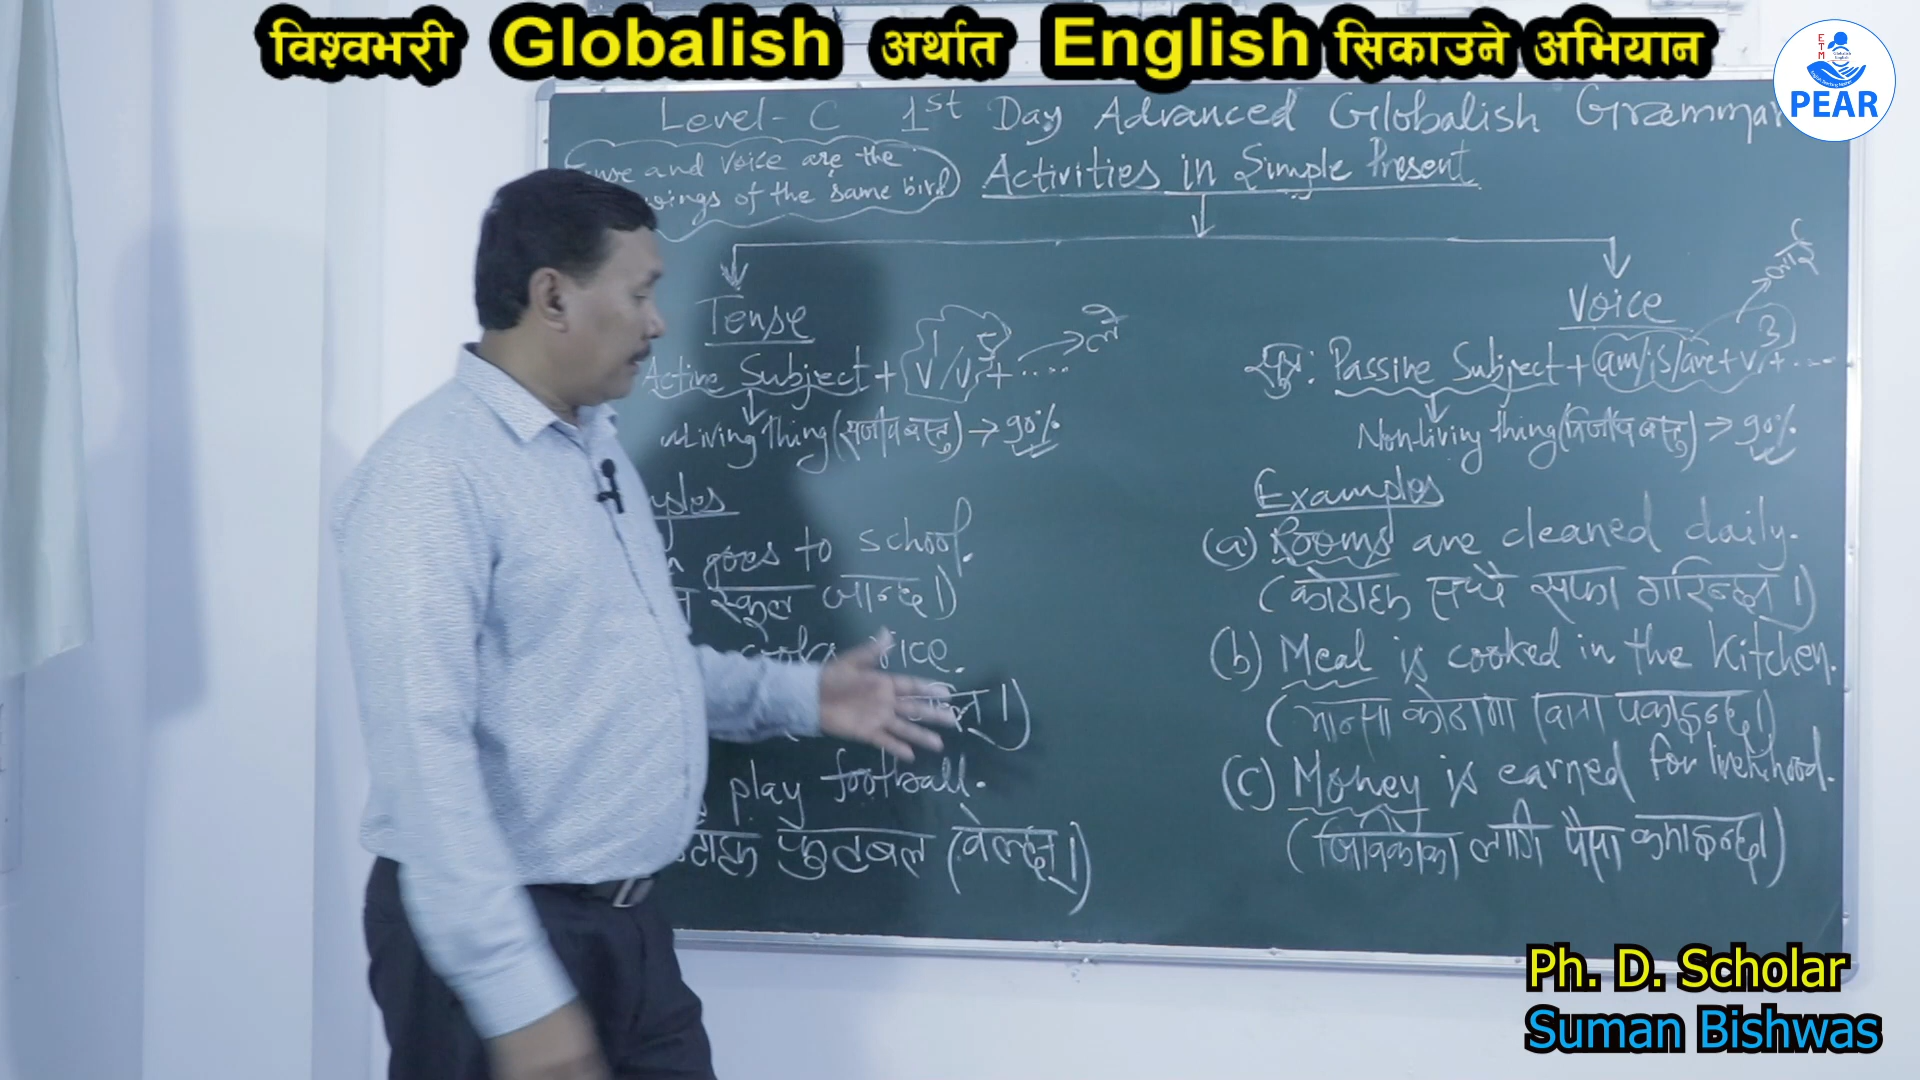 विश्वभरी Globalish अर्थात English सिकाउने अभियान
ETM
PEAR
Level - C 1st Day Advanced Globalish Grammar
and Voice are the
wings of the same bird
Activities in Simple Present
Tense
Active Subject + V1/V5 + .... → ले
Living thing (सजीव वस्तु) → 90%
goes to school.
स्कुल जान्छ।)
cooks rice.
play football.
फुटबल खेल्छन्।)
Voice
सूत्र: Passive Subject + am/is/are + V3 + ....
Non-living thing (निर्जीव वस्तु) → 90%
Examples
(a) Rooms are cleaned daily.
(कोठाहरू सधैं सफा गरिन्छन्।)
(b) Meal is cooked in the kitchen.
(भान्सा कोठामा खाना पकाइन्छ।)
(c) Money is earned for livelihood.
(जिविकाका लागि पैसा कमाइन्छ।)
Ph. D. Scholar
Suman Bishwas